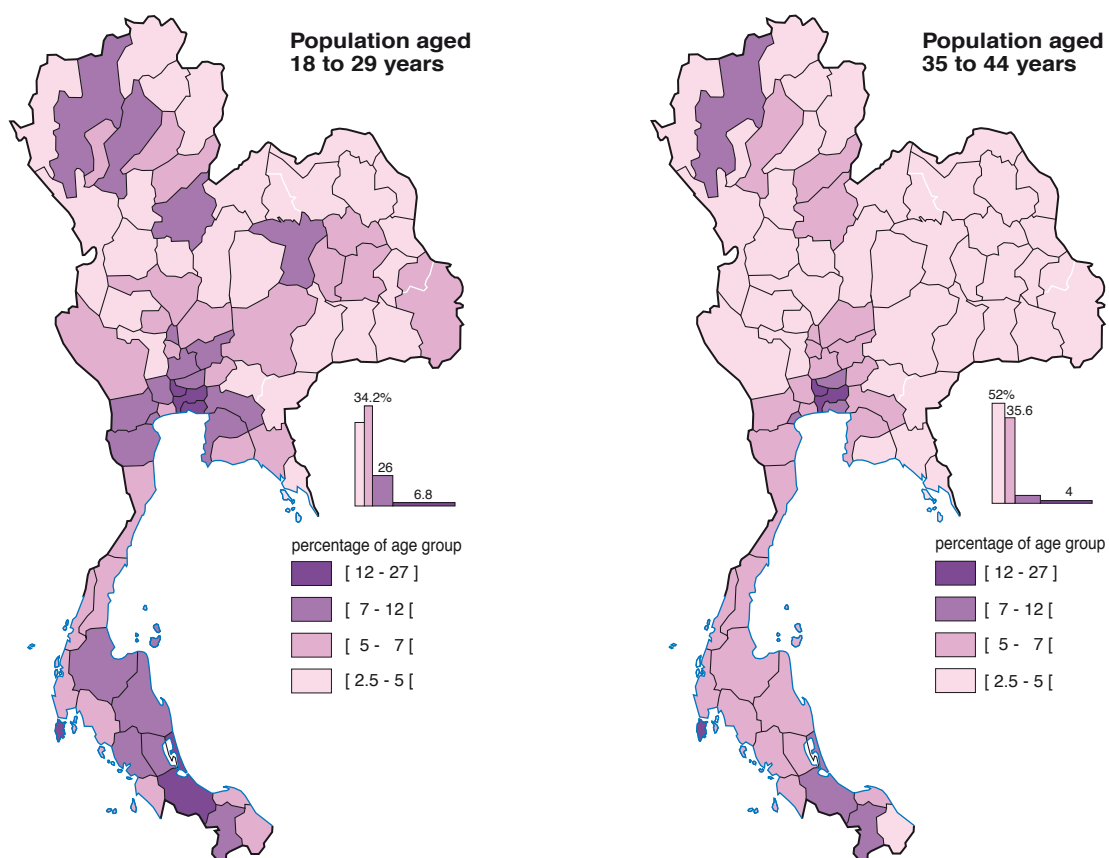 Population aged
18 to 29 years
34.2%
26
6.8
percentage of age group
[ 12 - 27 ]
[ 7 - 12 [
[ 5 - 7 [
[ 2.5 - 5 [
Population aged
35 to 44 years
52%
35.6
4
percentage of age group
[ 12 - 27 ]
[ 7 - 12 [
[ 5 - 7 [
[ 2.5 - 5 [